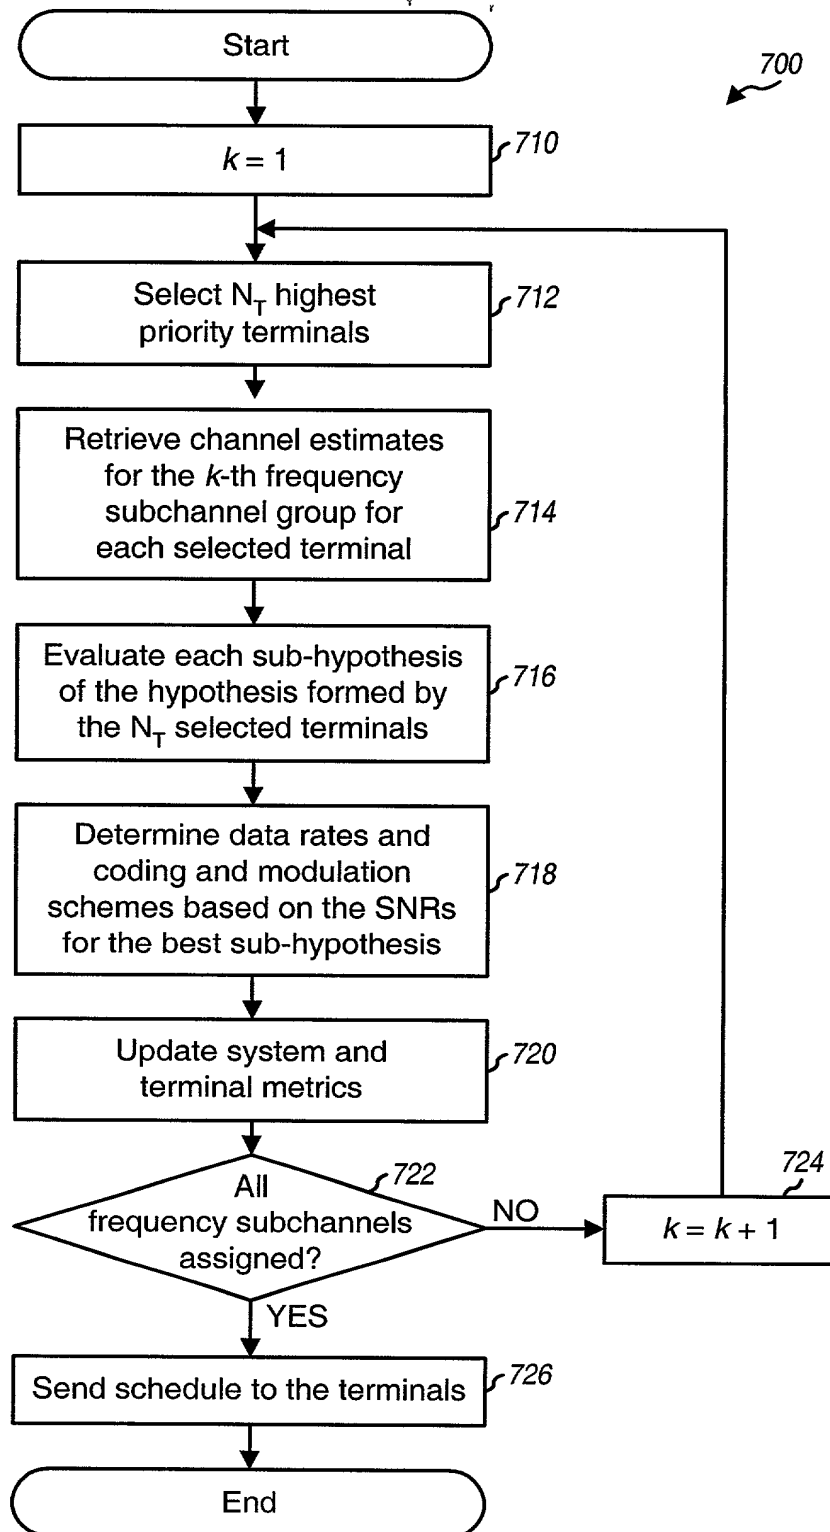 Start
700
k = 1
710
Select N_T highest
priority terminals
712
Retrieve channel estimates
for the k-th frequency
subchannel group for
each selected terminal
714
Evaluate each sub-hypothesis
of the hypothesis formed by
the N_T selected terminals
716
Determine data rates and
coding and modulation
schemes based on the SNRs
for the best sub-hypothesis
718
Update system and
terminal metrics
720
All
frequency subchannels
assigned?
722
NO
724
k = k + 1
YES
Send schedule to the terminals
726
End